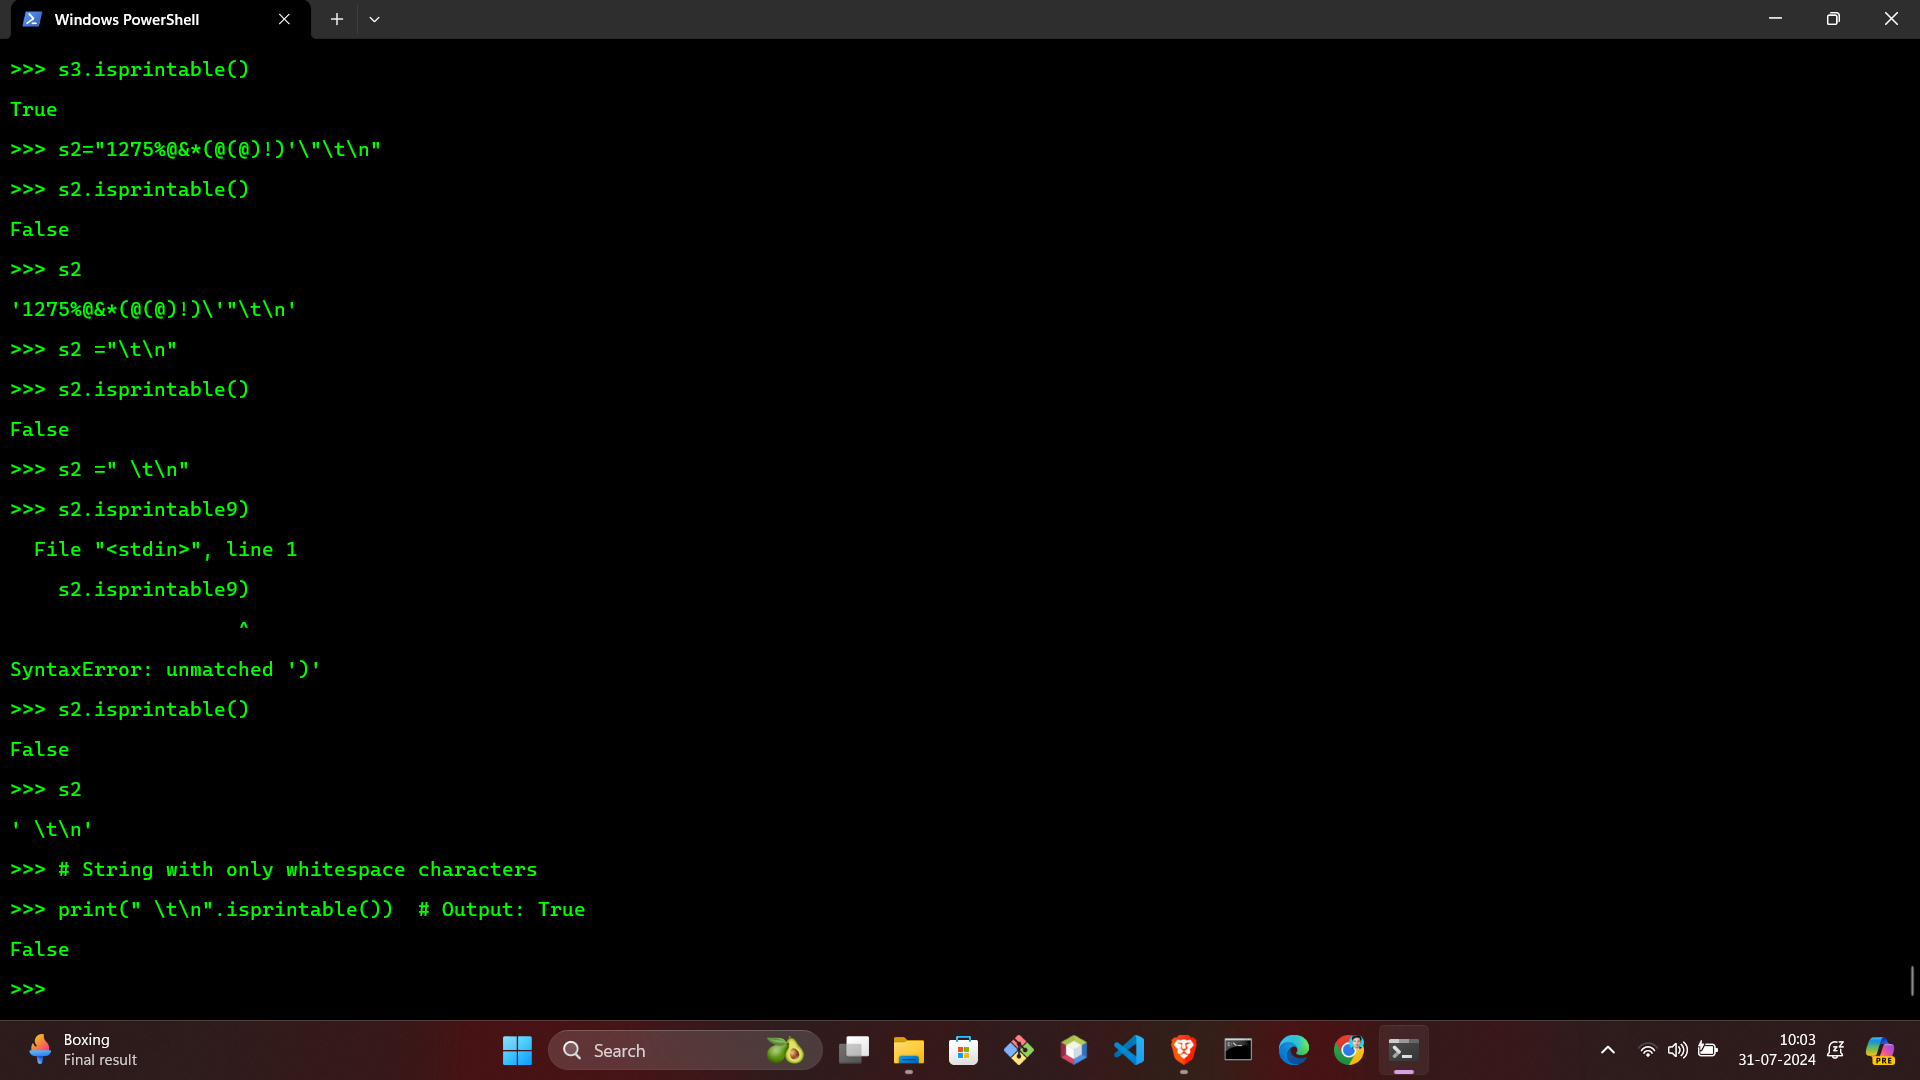 Windows PowerShell
>>> s3.isprintable()
True
>>> s2="1275%@&*(@(@)!)'\"\t\n"
>>> s2.isprintable()
False
>>> s2
'1275%@&*(@(@)!)\'"\t\n'
>>> s2 ="\t\n"
>>> s2.isprintable()
False
>>> s2 =" \t\n"
>>> s2.isprintable9)
  File "<stdin>", line 1
    s2.isprintable9)
                   ^
SyntaxError: unmatched ')'
>>> s2.isprintable()
False
>>> s2
' \t\n'
>>> # String with only whitespace characters
>>> print(" \t\n".isprintable())  # Output: True
False
>>>
Boxing
Final result
Search
10:03
31-07-2024
PRE